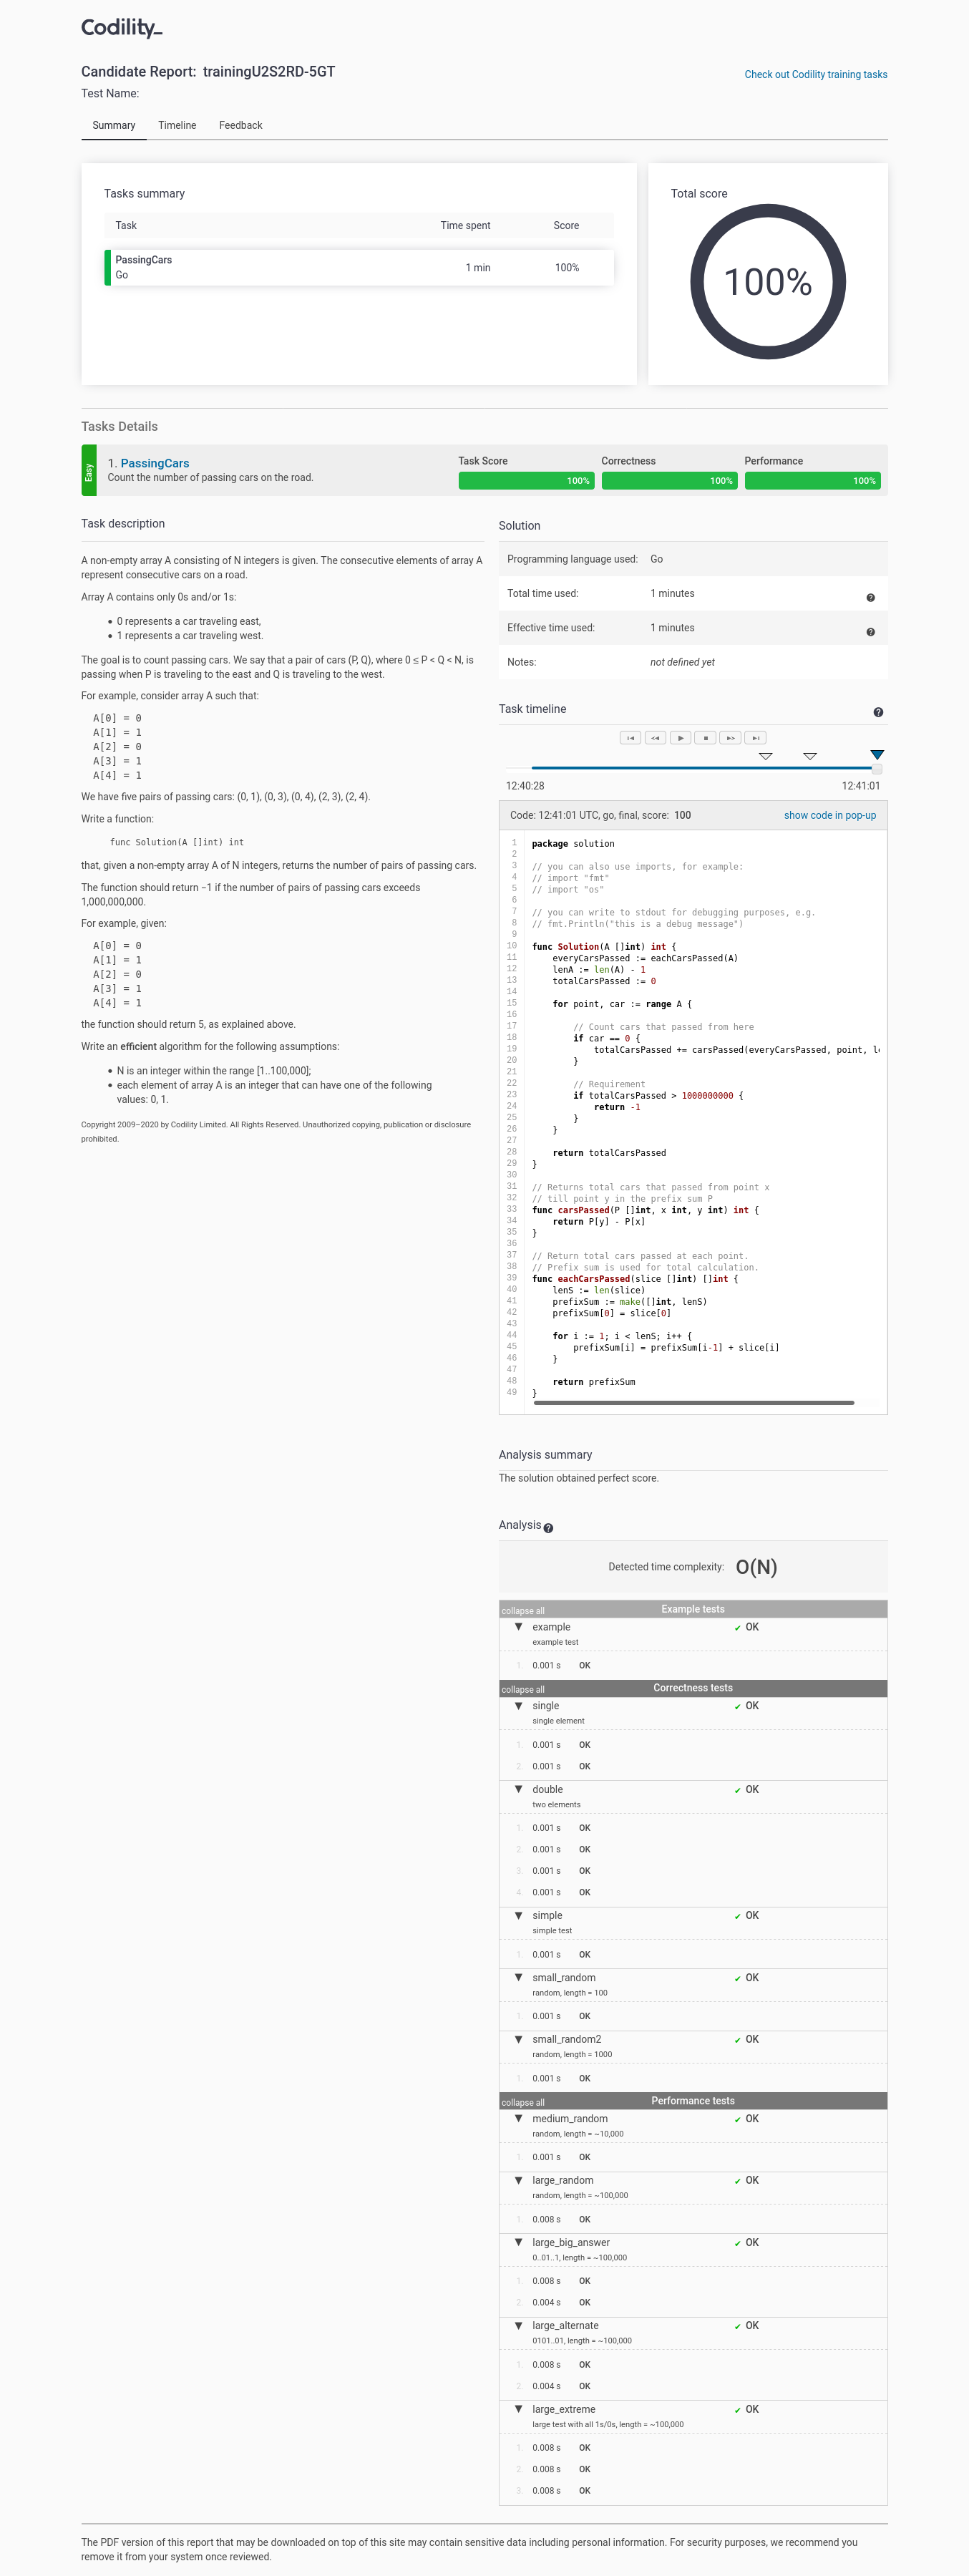 Codility_
Candidate Report: trainingU2S2RD-5GT
Check out Codility training tasks
Test Name:
Summary Timeline Feedback
Tasks summary
Task Time spent Score
PassingCars
Go
1 min 100%
Total score
100%
Tasks Details
Easy
1. PassingCars
Count the number of passing cars on the road.
Task Score Correctness Performance
100% 100% 100%
Task description
A non-empty array A consisting of N integers is given. The consecutive elements of array A
represent consecutive cars on a road.
Array A contains only 0s and/or 1s:
• 0 represents a car traveling east,
• 1 represents a car traveling west.
The goal is to count passing cars. We say that a pair of cars (P, Q), where 0 ≤ P < Q < N, is
passing when P is traveling to the east and Q is traveling to the west.
For example, consider array A such that:
A[0] = 0
A[1] = 1
A[2] = 0
A[3] = 1
A[4] = 1
We have five pairs of passing cars: (0, 1), (0, 3), (0, 4), (2, 3), (2, 4).
Write a function:
func Solution(A []int) int
that, given a non-empty array A of N integers, returns the number of pairs of passing cars.
The function should return −1 if the number of pairs of passing cars exceeds
1,000,000,000.
For example, given:
A[0] = 0
A[1] = 1
A[2] = 0
A[3] = 1
A[4] = 1
the function should return 5, as explained above.
Write an efficient algorithm for the following assumptions:
• N is an integer within the range [1..100,000];
• each element of array A is an integer that can have one of the following
values: 0, 1.
Copyright 2009–2020 by Codility Limited. All Rights Reserved. Unauthorized copying, publication or disclosure
prohibited.
Solution
Programming language used: Go
Total time used: 1 minutes
Effective time used: 1 minutes
Notes: not defined yet
Task timeline
12:40:28 12:41:01
Code: 12:41:01 UTC, go, final, score: 100 show code in pop-up
1 package solution
2
3 // you can also use imports, for example:
4 // import "fmt"
5 // import "os"
6
7 // you can write to stdout for debugging purposes, e.g.
8 // fmt.Println("this is a debug message")
9
10 func Solution(A []int) int {
11 everyCarsPassed := eachCarsPassed(A)
12 lenA := len(A) - 1
13 totalCarsPassed := 0
14
15 for point, car := range A {
16
17 // Count cars that passed from here
18 if car == 0 {
19 totalCarsPassed += carsPassed(everyCarsPassed, point, le
20 }
21
22 // Requirement
23 if totalCarsPassed > 1000000000 {
24 return -1
25 }
26 }
27
28 return totalCarsPassed
29 }
30
31 // Returns total cars that passed from point x
32 // till point y in the prefix sum P
33 func carsPassed(P []int, x int, y int) int {
34 return P[y] - P[x]
35 }
36
37 // Return total cars passed at each point.
38 // Prefix sum is used for total calculation.
39 func eachCarsPassed(slice []int) []int {
40 lenS := len(slice)
41 prefixSum := make([]int, lenS)
42 prefixSum[0] = slice[0]
43
44 for i := 1; i < lenS; i++ {
45 prefixSum[i] = prefixSum[i-1] + slice[i]
46 }
47
48 return prefixSum
49 }
Analysis summary
The solution obtained perfect score.
Analysis
Detected time complexity: O(N)
collapse all Example tests
▼ example ✔ OK
example test
1. 0.001 s OK
collapse all Correctness tests
▼ single ✔ OK
single element
1. 0.001 s OK
2. 0.001 s OK
▼ double ✔ OK
two elements
1. 0.001 s OK
2. 0.001 s OK
3. 0.001 s OK
4. 0.001 s OK
▼ simple ✔ OK
simple test
1. 0.001 s OK
▼ small_random ✔ OK
random, length = 100
1. 0.001 s OK
▼ small_random2 ✔ OK
random, length = 1000
1. 0.001 s OK
collapse all Performance tests
▼ medium_random ✔ OK
random, length = ~10,000
1. 0.001 s OK
▼ large_random ✔ OK
random, length = ~100,000
1. 0.008 s OK
▼ large_big_answer ✔ OK
0..01..1, length = ~100,000
1. 0.008 s OK
2. 0.004 s OK
▼ large_alternate ✔ OK
0101..01, length = ~100,000
1. 0.008 s OK
2. 0.004 s OK
▼ large_extreme ✔ OK
large test with all 1s/0s, length = ~100,000
1. 0.008 s OK
2. 0.008 s OK
3. 0.008 s OK
The PDF version of this report that may be downloaded on top of this site may contain sensitive data including personal information. For security purposes, we recommend you
remove it from your system once reviewed.